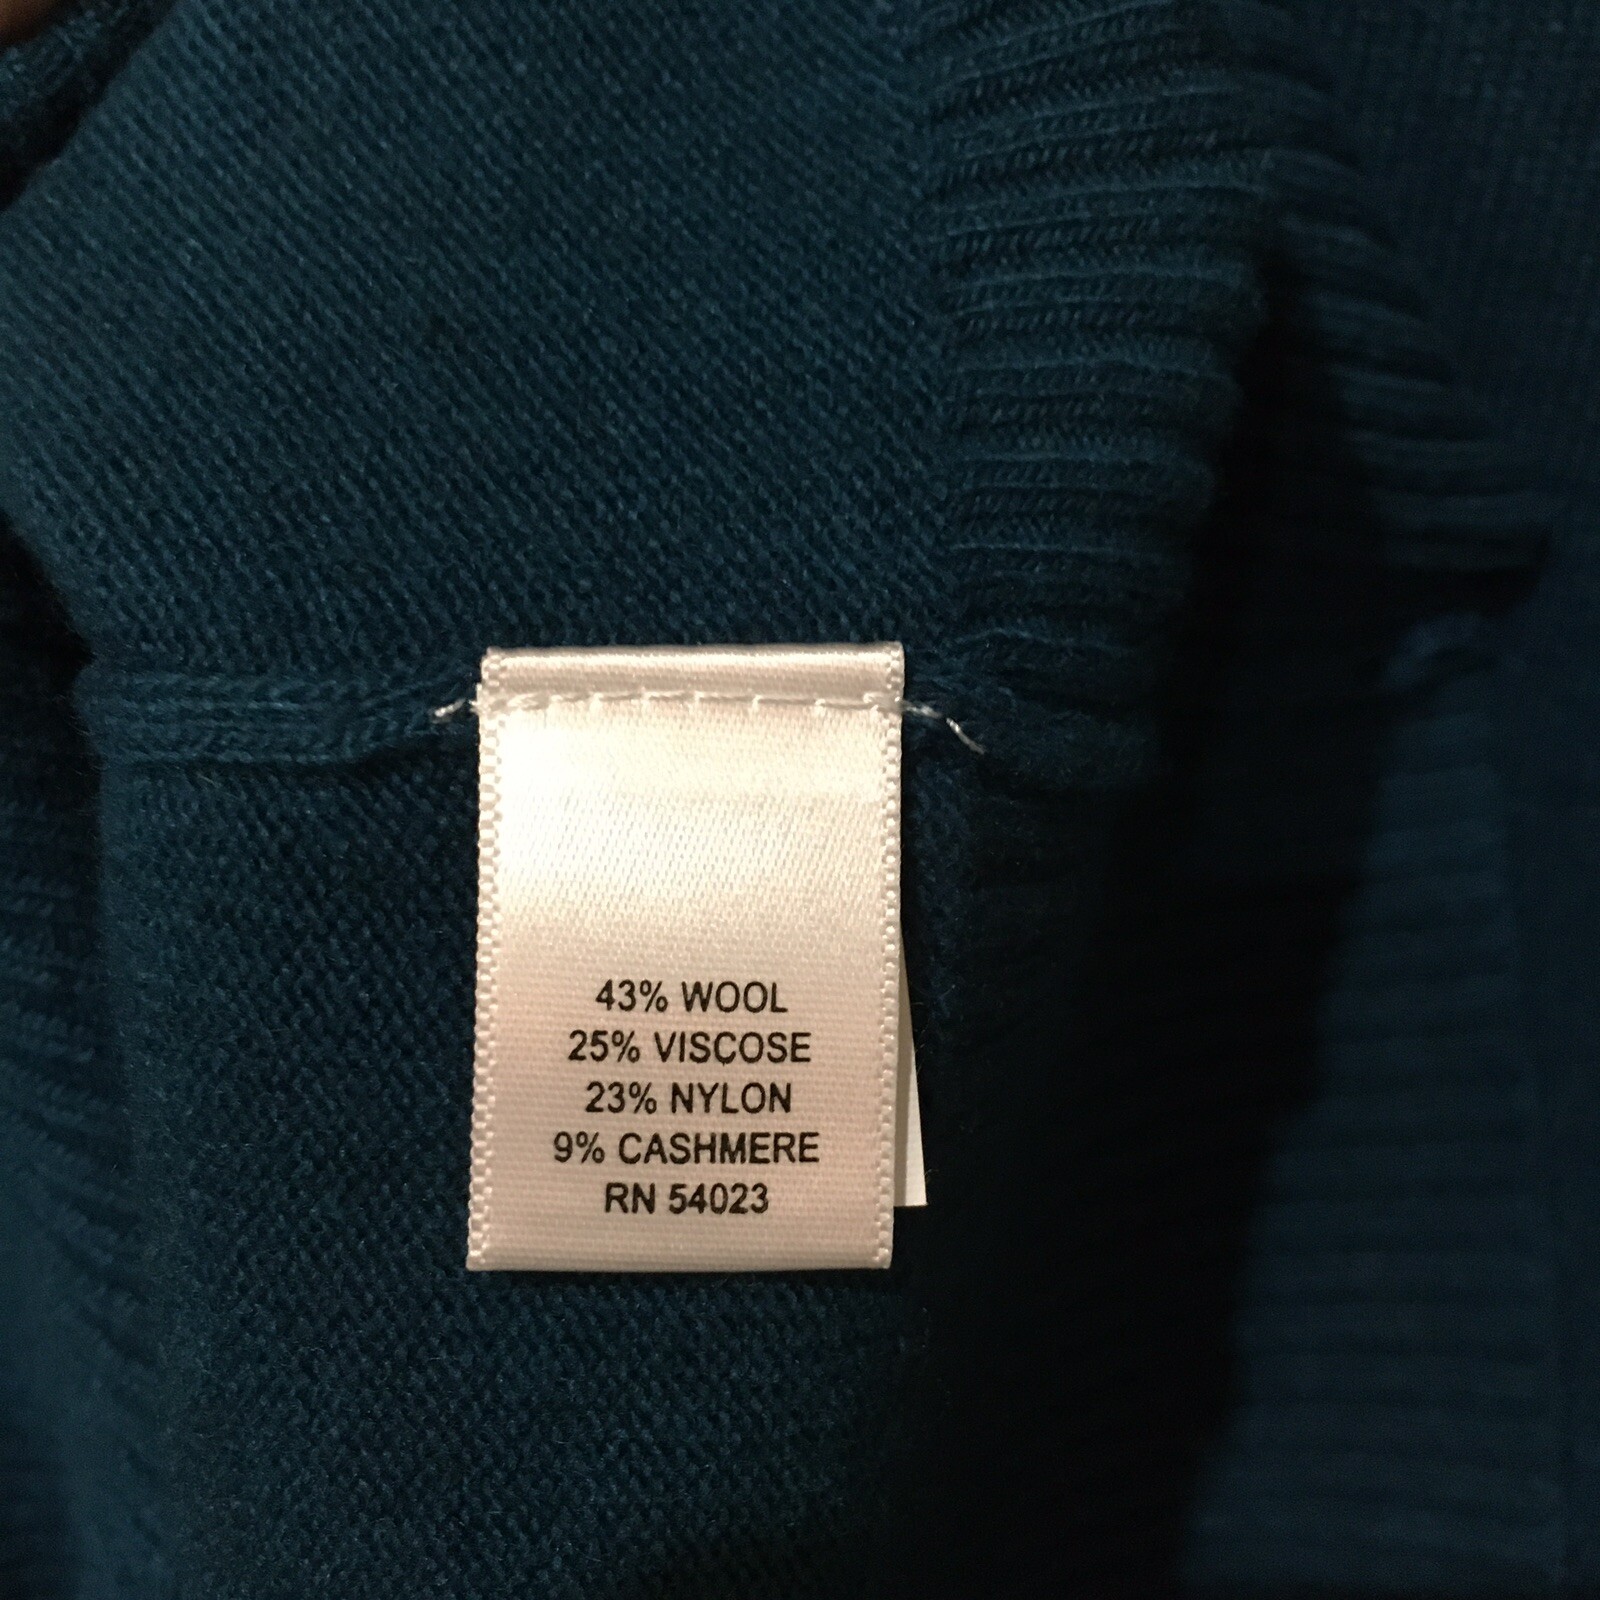 43% WOOL
25% VISCOSE
23% NYLON
9% CASHMERE
RN 54023